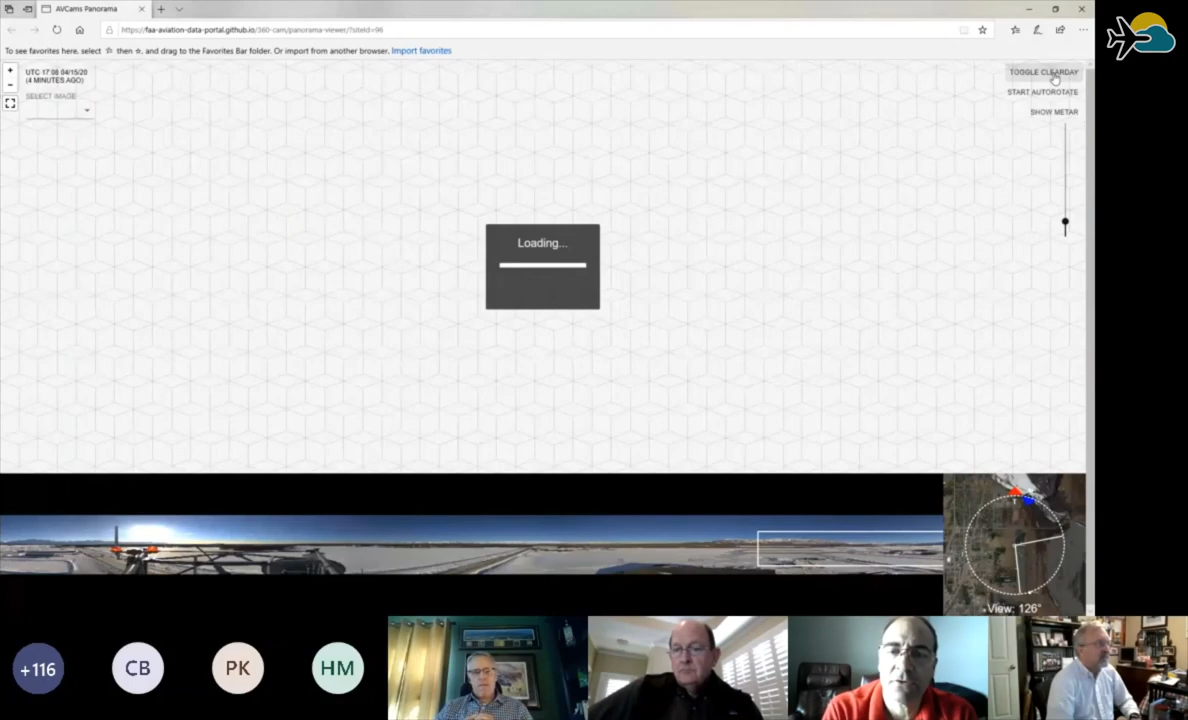 AVCams Panorama
https://faa-aviation-data-portal.github.io/360-cam/panorama-viewer/?siteId=96
To see favorites here, select then, and drag to the Favorites Bar folder. Or import from another browser. Import favorites
+
-
UTC 17:08 04/15/20
(4 MINUTES AGO)
SELECT IMAGE
TOGGLE CLEARDAY
START AUTOROTATE
SHOW METAR
Loading...
View: 126°
+116
CB
PK
HM